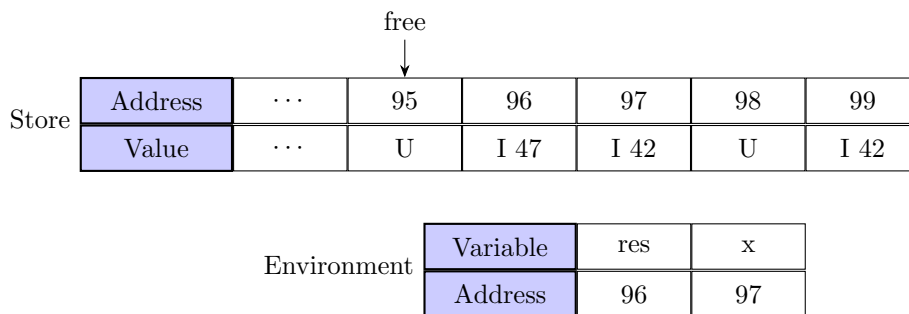 free
Store
Address ··· 95 96 97 98 99
Value ··· U I 47 I 42 U I 42
Environment
Variable res x
Address 96 97